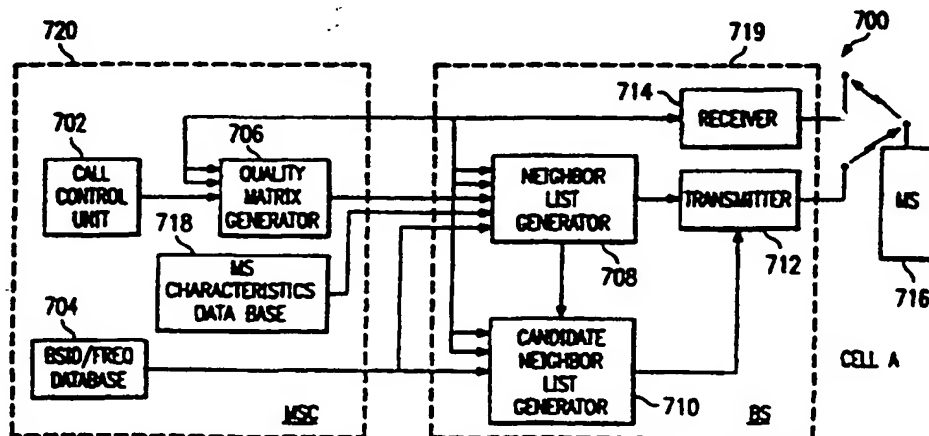 700
720
719
714
RECEIVER
702
CALL
CONTROL
UNIT
706
QUALITY
MATRIX
GENERATOR
NEIGHBOR
LIST
GENERATOR
708
TRANSMITTER
712
MS
716
718
MS
CHARACTERISTICS
DATA BASE
704
BSID/FREQ
DATABASE
CANDIDATE
NEIGHBOR
LIST
GENERATOR
710
CELL A
MSC
BS